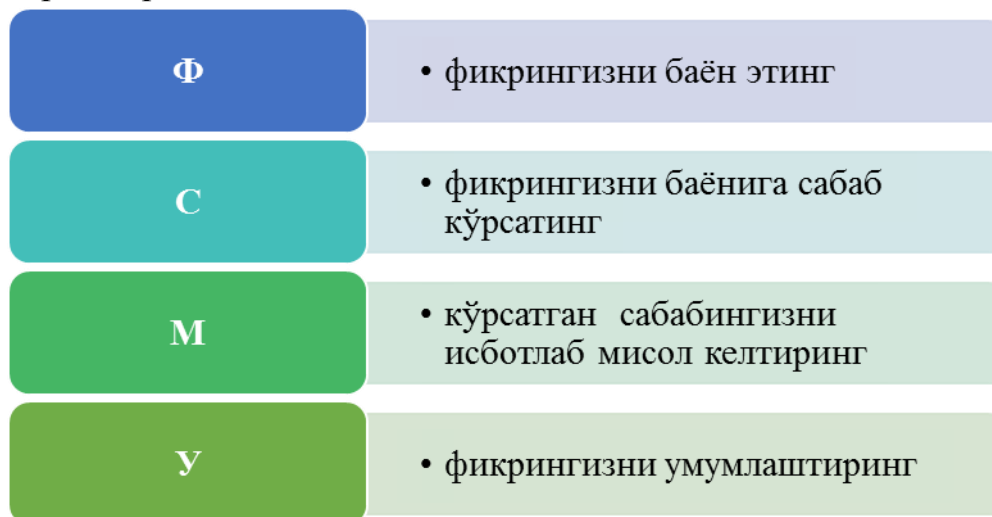 Ф
• фикрингизни баён этинг
С
• фикрингизни баёнига сабаб
кўрсатинг
М
• кўрсатган сабабингизни
исботлаб мисол келтиринг
У
• фикрингизни умумлаштиринг